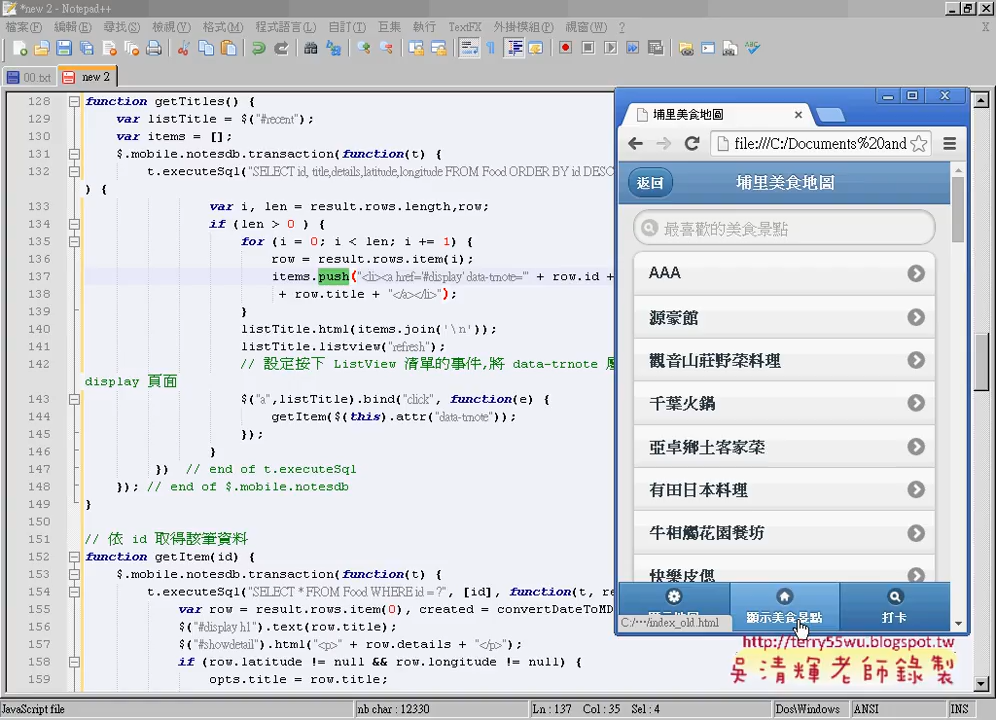 *new 2 - Notepad++
檔案(F) 編輯(E) 尋找(S) 檢視(V) 格式(M) 程式語言(L) 自訂(T) 巨集 執行 TextFX 外掛模組(P) 視窗(W) ? X
00.txt new 2
128 function getTitles() {
129 var listTitle = $("#recent");
130 var items = [];
131 $.mobile.notesdb.transaction(function(t) {
132 t.executeSql("SELECT id, title,details,latitude,longitude FROM Food ORDER BY id DESC
) {
133 var i, len = result.rows.length,row;
134 if (len > 0 ) {
135 for (i = 0; i < len; i += 1) {
136 row = result.rows.item(i);
137 items.push("<li><a href='#display' data-trnote='" + row.id +
138 + row.title + "</a></li>");
139 }
140 listTitle.html(items.join('\n'));
141 listTitle.listview("refresh");
142 // 設定按下 ListView 清單的事件,將 data-trnote
display 頁面
143 $("a",listTitle).bind("click", function(e) {
144 getItem($(this).attr("data-trnote"));
145 });
146 }
147 }) // end of t.executeSql
148 }); // end of $.mobile.notesdb
149 }
150
151 // 依 id 取得該筆資料
152 function getItem(id) {
153 $.mobile.notesdb.transaction(function(t) {
154 t.executeSql("SELECT * FROM Food WHERE id = ?", [id], function(t, re
155 var row = result.rows.item(0), created = convertDateToMD
156 $("#display h1").text(row.title);
157 $("#showdetail").html("<p>" + row.details + "</p>");
158 if (row.latitude != null && row.longitude != null) {
159 opts.title = row.title;
埔里美食地圖
file:///C:/Documents%20and
返回 埔里美食地圖
最喜歡的美食景點
AAA
源豪館
觀音山莊野菜料理
千葉火鍋
亞卓鄉土客家菜
有田日本料理
牛相觸花園餐坊
快樂皮偲
顯示地圖 顯示美食景點 打卡
C:/···/index_old.html
http://terry55wu.blogspot.tw
吳清輝老師錄製
JavaScript file nb char : 12330 Ln : 137 Col : 35 Sel : 4 Dos\Windows ANSI INS